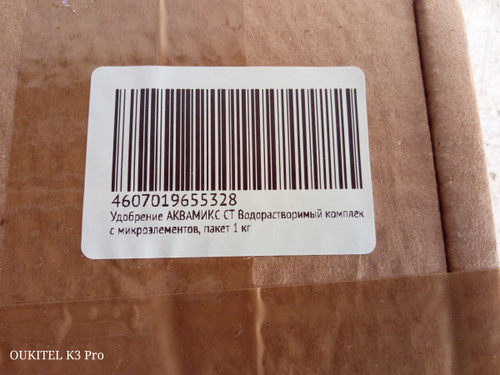 4607019655328
Удобрение АКВАМИКС СТ Водорастворимый комплек
с микроэлементов, пакет 1 кг
OUKITEL K3 Pro